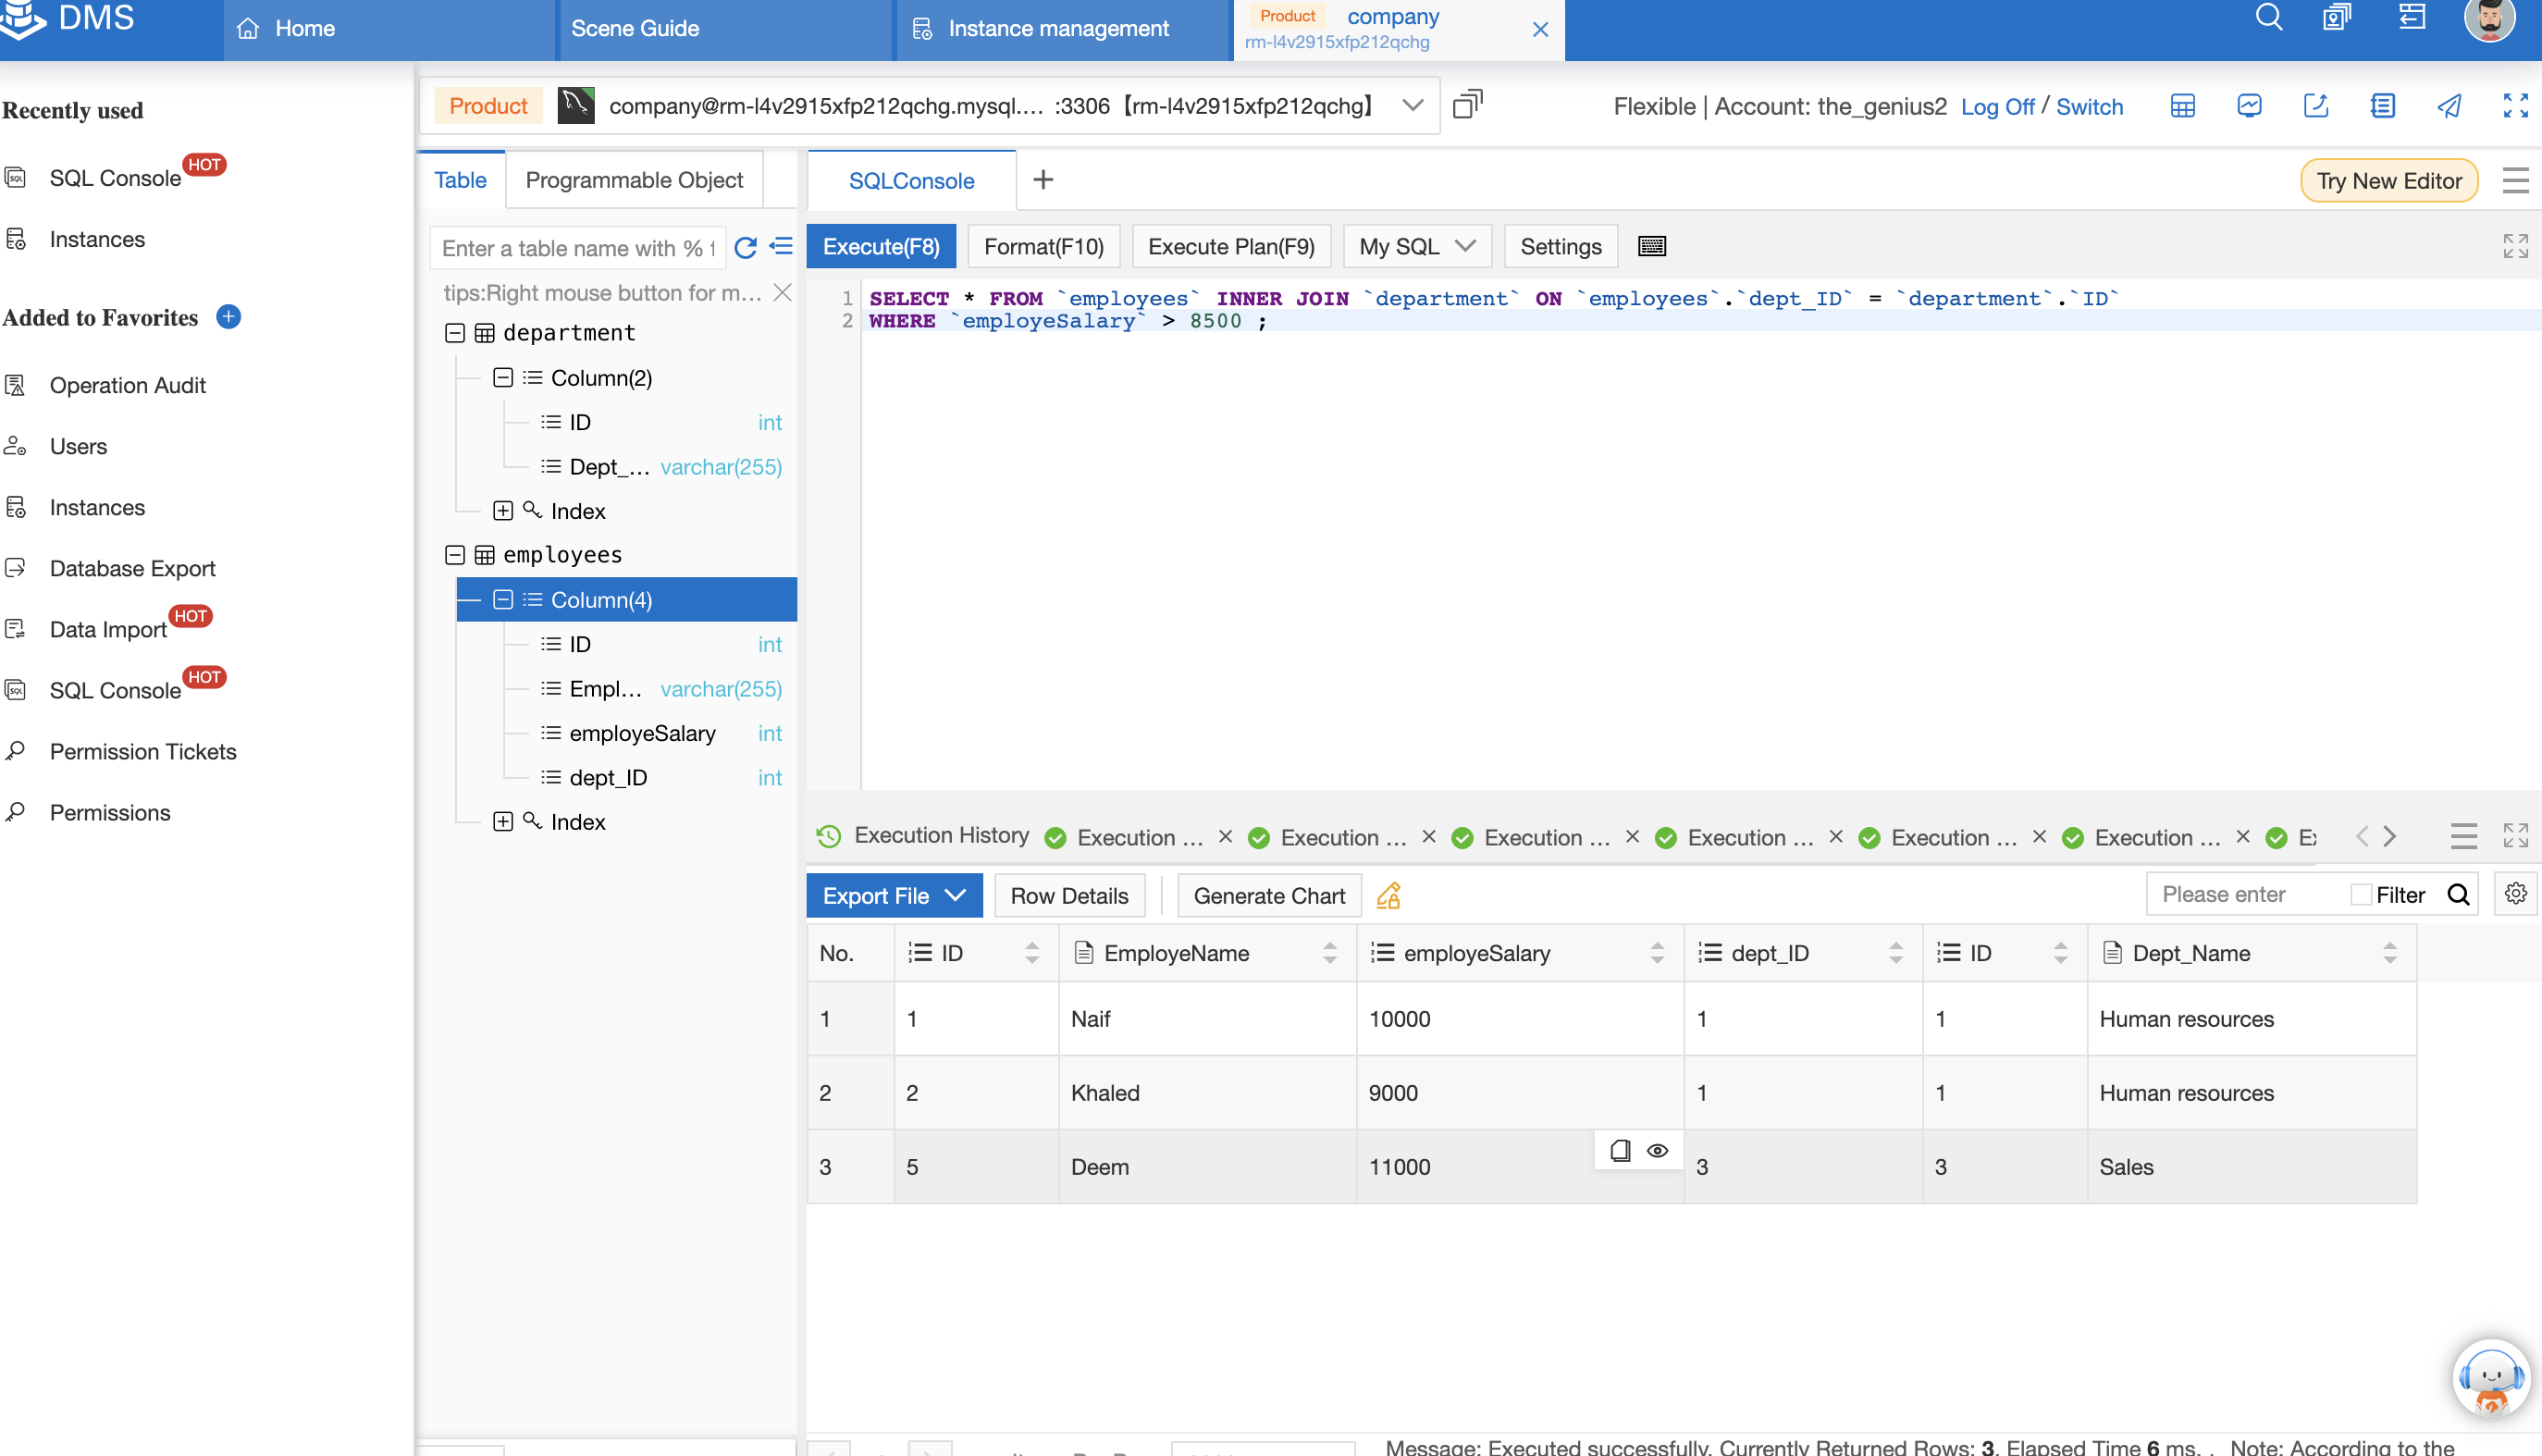 DMS
Home
Scene Guide
Instance management
Product company
rm-l4v2915xfp212qchg
Recently used
SQL Console HOT
Instances
Added to Favorites
Operation Audit
Users
Instances
Database Export
Data Import HOT
SQL Console HOT
Permission Tickets
Permissions
Product company@rm-l4v2915xfp212qchg.mysql.... :3306【rm-l4v2915xfp212qchg】
Flexible | Account: the_genius2 Log Off / Switch
Table Programmable Object
Enter a table name with % t
tips:Right mouse button for m...
department
Column(2)
ID int
Dept_... varchar(255)
Index
employees
Column(4)
ID int
Empl... varchar(255)
employeSalary int
dept_ID int
Index
SQLConsole +
Try New Editor
Execute(F8) Format(F10) Execute Plan(F9) My SQL Settings
1 SELECT * FROM `employees` INNER JOIN `department` ON `employees`.`dept_ID` = `department`.`ID`
2 WHERE `employeSalary` > 8500 ;
Execution History Execution ... Execution ... Execution ... Execution ... Execution ... Execution ...
Export File Row Details Generate Chart
Please enter Filter
No. ID EmployeName employeSalary dept_ID ID Dept_Name
1 1 Naif 10000 1 1 Human resources
2 2 Khaled 9000 1 1 Human resources
3 5 Deem 11000 3 3 Sales
Message: Executed successfully. Currently Returned Rows: 3. Elapsed Time 6 ms. . Note: According to the